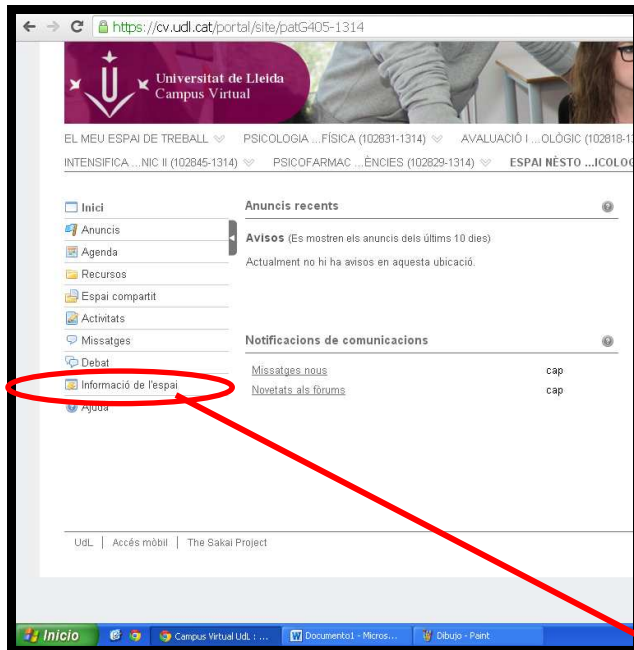 https://cv.udl.cat/portal/site/patG405-1314
Universitat de Lleida
Campus Virtual
EL MEU ESPAI DE TREBALL PSICOLOGIA ...FÍSICA (102831-1314) AVALUACIÓ I ...OLÒGIC (102818-13
INTENSIFICA ...NIC II (102845-1314) PSICOFARMAC ...ÈNCIES (102829-1314) ESPAI NÈSTO ...ICOLOG
Inici
Anuncis
Agenda
Recursos
Espai compartit
Activitats
Missatges
Debat
Informació de l'espai
Ajuda
Anuncis recents
Avisos (Es mostren els anuncis dels últims 10 dies)
Actualment no hi ha avisos en aquesta ubicació.
Notificacions de comunicacions
Missatges nous cap
Novetats als fòrums cap
UdL | Accés mòbil | The Sakai Project
Inicio Campus Virtual UdL : ... Documento1 - Micros... Dibujo - Paint